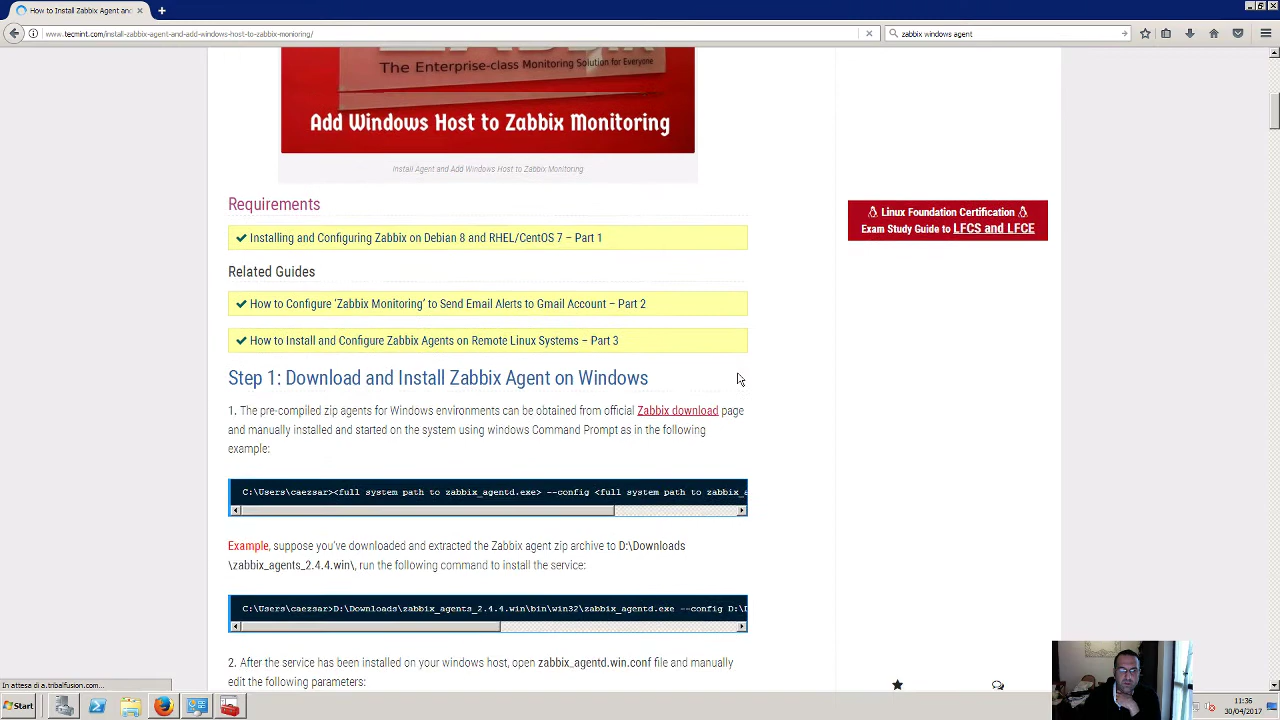 How to Install Zabbix Agent and
www.tecmint.com/install-zabbix-agent-and-add-windows-host-to-zabbix-monioring/
zabbix windows agent
The Enterprise-class Monitoring Solution for Everyone
Add Windows Host to Zabbix Monitoring
Install Agent and Add Windows Host to Zabbix Monitoring
Requirements
Installing and Configuring Zabbix on Debian 8 and RHEL/CentOS 7 – Part 1
Related Guides
How to Configure ‘Zabbix Monitoring’ to Send Email Alerts to Gmail Account – Part 2
How to Install and Configure Zabbix Agents on Remote Linux Systems – Part 3
Step 1: Download and Install Zabbix Agent on Windows
1. The pre-complied zip agents for Windows environments can be obtained from official Zabbix download page
and manually installed and started on the system using windows Command Prompt as in the following
example:
C:\Users\caezsar><full system path to zabbix_agentd.exe> --config <full system path to zabbix_a
Example, suppose you’ve downloaded and extracted the Zabbix agent zip archive to D:\Downloads
\zabbix_agents_2.4.4.win\, run the following command to install the service:
C:\Users\caezsar>D:\Downloads\zabbix_agents_2.4.4.win\bin\win32\zabbix_agentd.exe --config D:\D
2. After the service has been installed on your windows host, open zabbix_agentd.win.conf file and manually
edit the following parameters:
Linux Foundation Certification
Exam Study Guide to LFCS and LFCE
In attesa di a.tribalfusion.com...
Start
11:36
30/04/2017